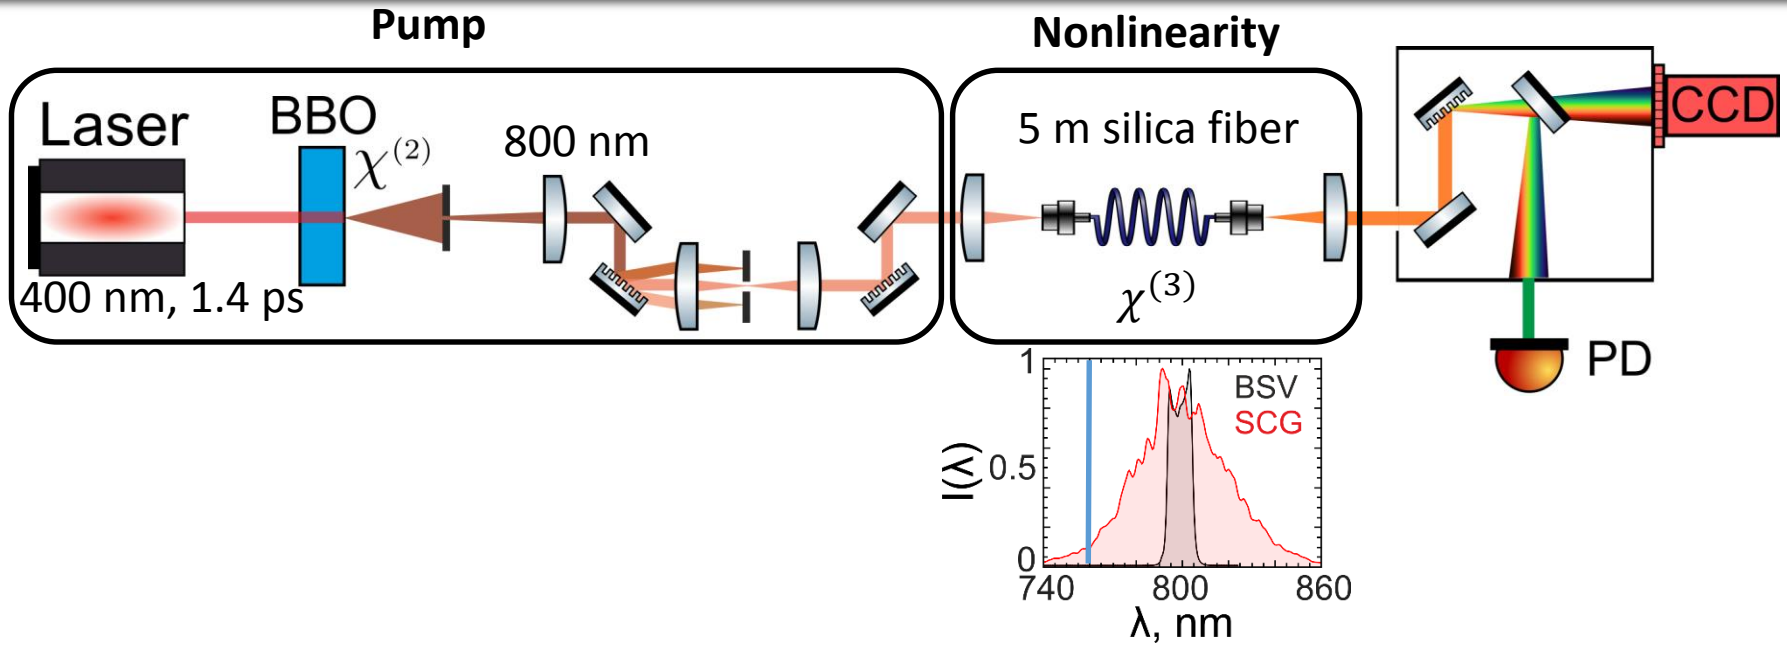 Pump
Nonlinearity
Laser
BBO
χ(2)
400 nm, 1.4 ps
800 nm
5 m silica fiber
χ(3)
CCD
PD
BSV
SCG
1
0.5
0
I(λ)
740 800 860
λ, nm